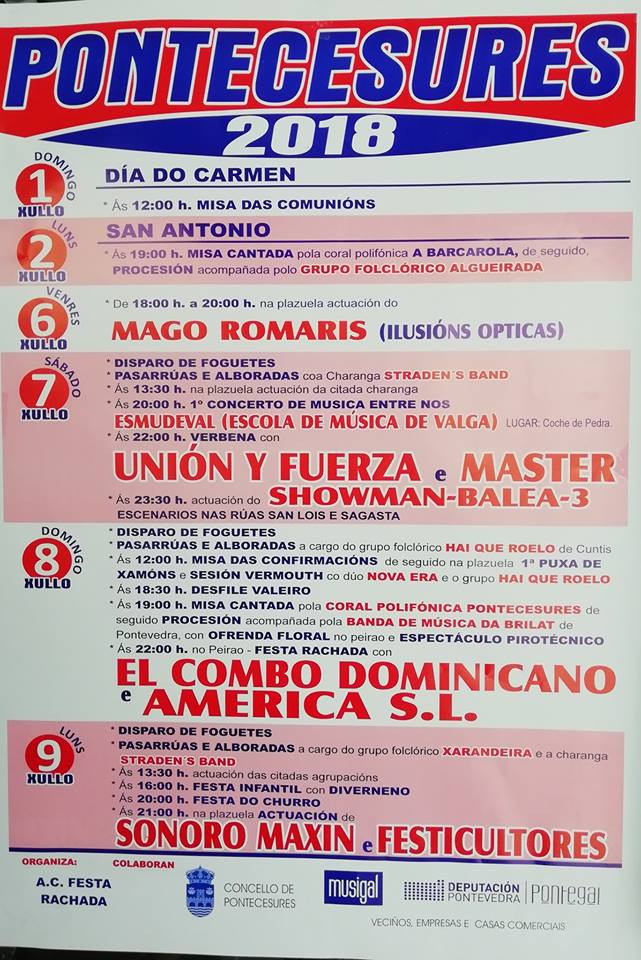 PONTECESURES
2018
DOMINGO
1
XULLO
DÍA DO CARMEN
* Ás 12:00 h. MISA DAS COMUNIÓNS
LUNS
2
XULLO
SAN ANTONIO
* Ás 19:00 h. MISA CANTADA pola coral polifónica A BARCAROLA, de seguido,
PROCESIÓN acompañada polo GRUPO FOLCLÓRICO ALGUEIRADA
VENRES
6
XULLO
* De 18:00 h. a 20:00 h. na plazuela actuación do
MAGO ROMARIS (ILUSIÓNS OPTICAS)
SÁBADO
7
XULLO
* DISPARO DE FOGUETES
* PASARRÚAS E ALBORADAS coa Charanga STRADEN´S BAND
* Ás 13:30 h. na plazuela actuación da citada charanga
* Ás 20:00 h. 1º CONCERTO DE MUSICA ENTRE NOS
ESMUDEVAL (ESCOLA DE MÚSICA DE VALGA) LUGAR: Coche de Pedra.
* Ás 22:00 h. VERBENA con
UNIÓN Y FUERZA e MASTER
* Ás 23:30 h. actuación do SHOWMAN-BALEA-3
ESCENARIOS NAS RÚAS SAN LOIS E SAGASTA
DOMINGO
8
XULLO
* DISPARO DE FOGUETES
* PASARRÚAS E ALBORADAS a cargo do grupo folclórico HAI QUE ROELO de Cuntis
* Ás 12:00 h. MISA DAS CONFIRMACIÓNS de seguido na plazuela 1ª PUXA DE
XAMÓNS e SESIÓN VERMOUTH co dúo NOVA ERA e o grupo HAI QUE ROELO
* Ás 18:30 h. DESFILE VALEIRO
* Ás 19:00 h. MISA CANTADA pola CORAL POLIFÓNICA PONTECESURES de
seguido PROCESIÓN acompañada pola BANDA DE MÚSICA DA BRILAT de
Pontevedra, con OFRENDA FLORAL no peirao e ESPECTÁCULO PIROTÉCNICO
* Ás 22:00 h. no Peirao - FESTA RACHADA con
EL COMBO DOMINICANO
e AMERICA S.L.
LUNS
9
XULLO
* DISPARO DE FOGUETES
* PASARRÚAS E ALBORADAS a cargo do grupo folclórico XARANDEIRA e a charanga
STRADEN´S BAND
* Ás 13:30 h. actuación das citadas agrupacións
* Ás 16:00 h. FESTA INFANTIL con DIVERNENO
* Ás 20:00 h. FESTA DO CHURRO
* Ás 21:00 h. na plazuela ACTUACIÓN de
SONORO MAXIN e FESTICULTORES
ORGANIZA:
A.C. FESTA
RACHADA
COLABORAN
CONCELLO DE
PONTECESURES
musigal
DEPUTACIÓN
PONTEVEDRA
pontegal
VECIÑOS, EMPRESAS E CASAS COMERCIAIS